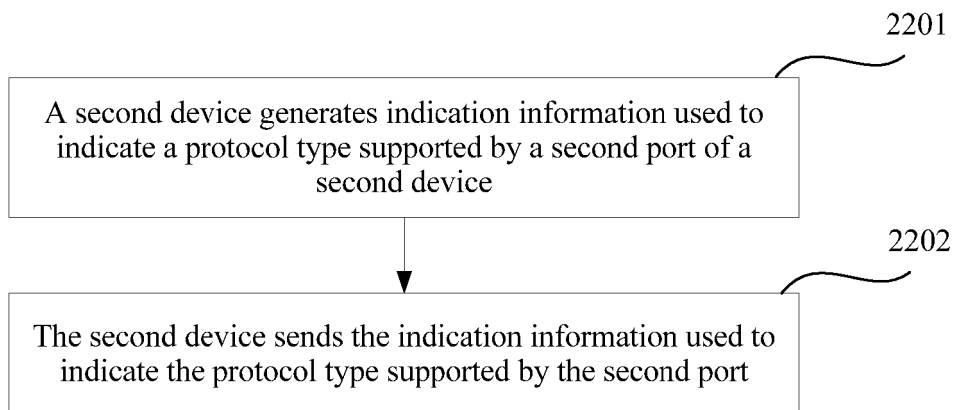 2201
A second device generates indication information used to
indicate a protocol type supported by a second port of a
second device
2202
The second device sends the indication information used to
indicate the protocol type supported by the second port